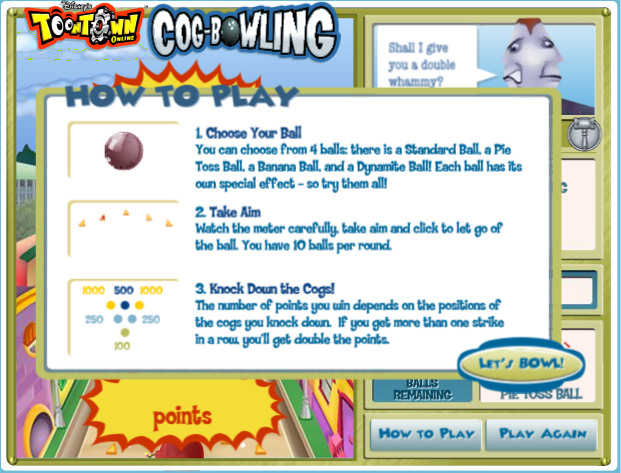 Disney's
TOONTOWN
ONLINE
COG-BOWLING
Shall I give
you a double
whammy?
HOW TO PLAY
1. Choose Your Ball
You can choose from 4 balls: there is a Standard Ball, a Pie
Toss Ball, a Banana Ball, and a Dynamite Ball! Each ball has its
own special effect - so try them all!
2. Take Aim
Watch the meter carefully, take aim and click to let go of
the ball. You have 10 balls per round.
1000 500 1000
250 250
100
3. Knock Down the Cogs!
The number of points you win depends on the positions of
the cogs you knock down. If you get more than one strike
in a row, you'll get double the points.
LET'S BOWL!
points
BALLS
REMAINING
PIE TOSS BALL
HOW TO PLAY
PLAY AGAIN